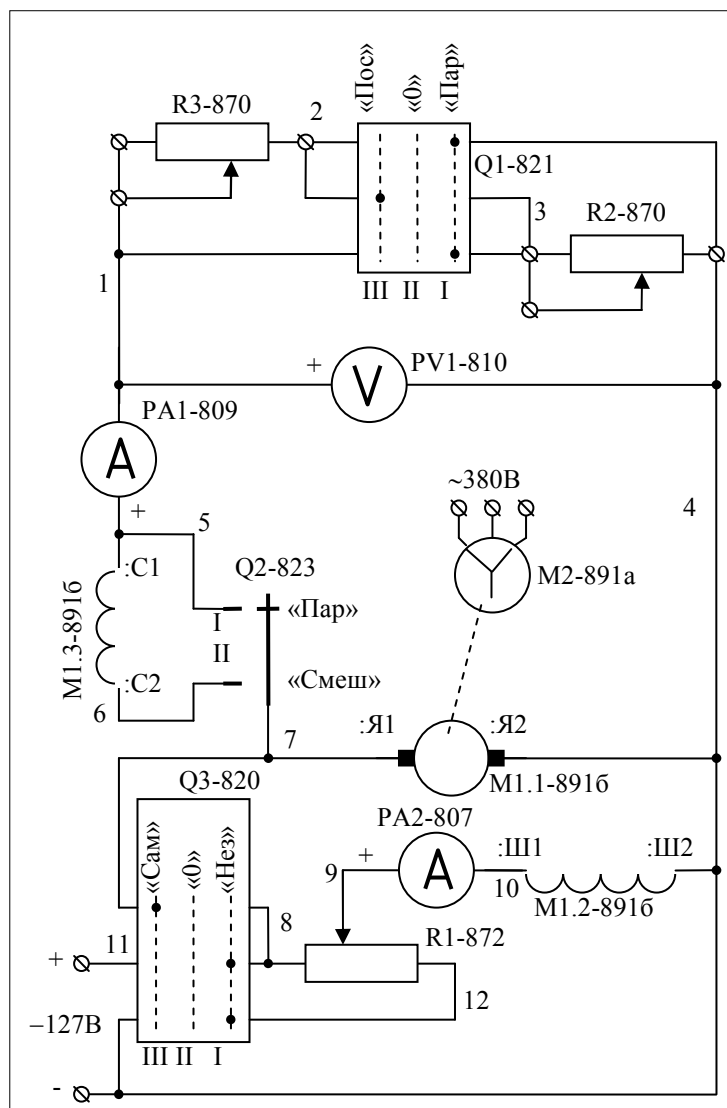 «Пос»
«0»
«Пар»
R3-870
2
Q1-821
3
R2-870
1
III II I
+
PV1-810
V
PA1-809
A
~380В
+
5
4
:С1
Q2-823
М2-891а
I
«Пар»
II
М1.3-891б
:С2
«Смеш»
6
7
:Я1
:Я2
Q3-820
М1.1-891б
PA2-807
«Сам»
«0»
«Нез»
:Ш1
:Ш2
9
+
A
10
М1.2-891б
8
R1-872
11
+
12
−127В
III II I
-